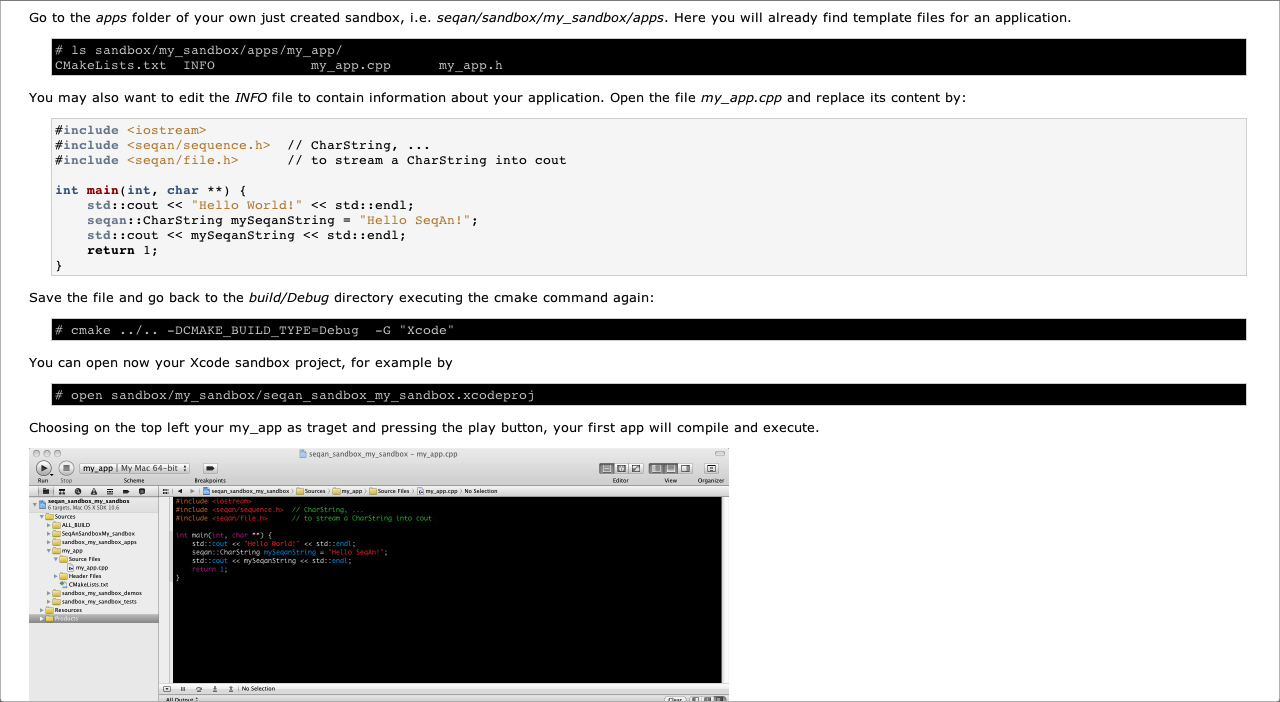 Go to the apps folder of your own just created sandbox, i.e. seqan/sandbox/my_sandbox/apps. Here you will already find template files for an application.
# ls sandbox/my_sandbox/apps/my_app/
CMakeLists.txt  INFO            my_app.cpp      my_app.h
You may also want to edit the INFO file to contain information about your application. Open the file my_app.cpp and replace its content by:
#include <iostream>
#include <seqan/sequence.h>  // CharString, ...
#include <seqan/file.h>      // to stream a CharString into cout
int main(int, char **) {
    std::cout << "Hello World!" << std::endl;
    seqan::CharString mySeqanString = "Hello SeqAn!";
    std::cout << mySeqanString << std::endl;
    return 1;
}
Save the file and go back to the build/Debug directory executing the cmake command again:
# cmake ../.. -DCMAKE_BUILD_TYPE=Debug  -G "Xcode"
You can open now your Xcode sandbox project, for example by
# open sandbox/my_sandbox/seqan_sandbox_my_sandbox.xcodeproj
Choosing on the top left your my_app as traget and pressing the play button, your first app will compile and execute.
seqan_sandbox_my_sandbox – my_app.cpp
my_app | My Mac 64-bit
Run Stop Scheme Breakpoints Editor View Organizer
seqan_sandbox_my_sandbox
6 targets, Mac OS X SDK 10.6
Sources
ALL_BUILD
SeqAnSandboxMy_sandbox
sandbox_my_sandbox_apps
my_app
Source Files
my_app.cpp
Header Files
CMakeLists.txt
sandbox_my_sandbox_demos
sandbox_my_sandbox_tests
Resources
Products
seqan_sandbox_my_sandbox Sources my_app Source Files my_app.cpp No Selection
#include <iostream>
#include <seqan/sequence.h>  // CharString, ...
#include <seqan/file.h>      // to stream a CharString into cout
int main(int, char **) {
    std::cout << "Hello World!" << std::endl;
    seqan::CharString mySeqanString = "Hello SeqAn!";
    std::cout << mySeqanString << std::endl;
    return 1;
}
No Selection
All Output Clear